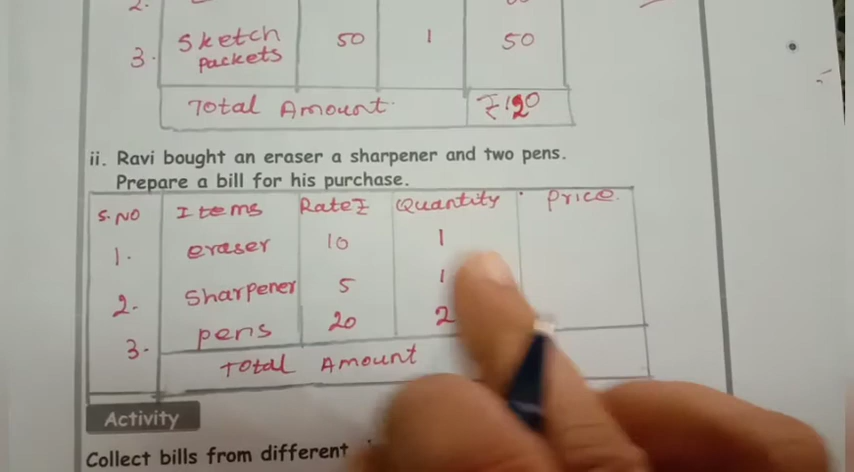 2.
3. Sketch packets 50 1 50
Total Amount. ₹120
ii. Ravi bought an eraser a sharpener and two pens.
Prepare a bill for his purchase.
S.NO Items Rate₹ Quantity Price.
1. eraser 10 1
2. Sharpener 5 1
3. pens 20 2
Total Amount
Activity
Collect bills from different